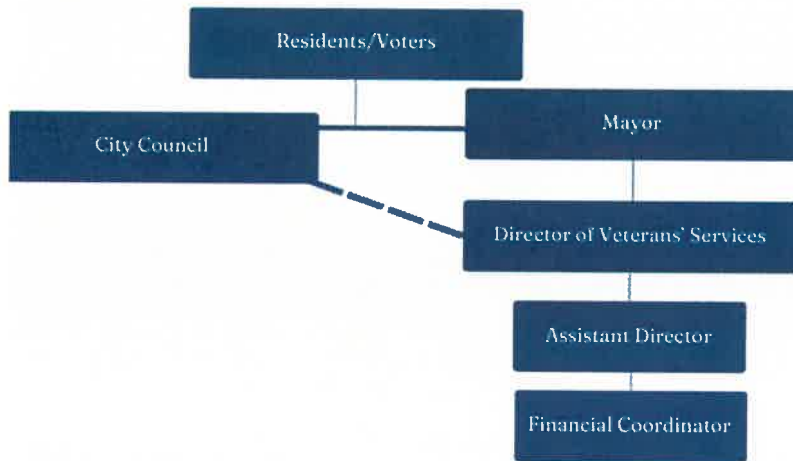 Residents/Voters
City Council
Mayor
Director of Veterans' Services
Assistant Director
Financial Coordinator